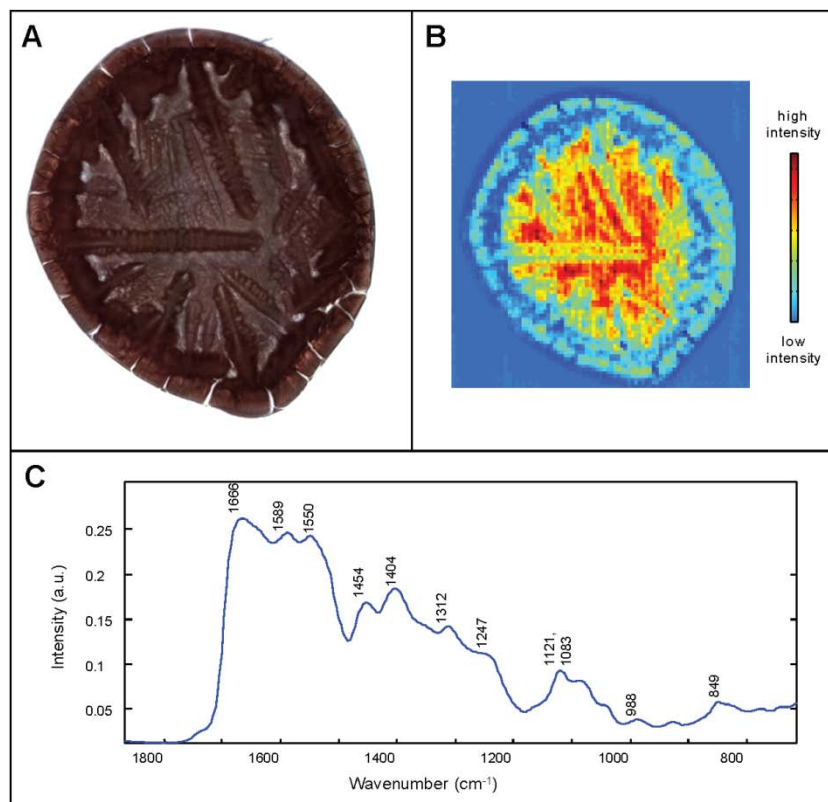 A
B
high
intensity
low
intensity
C
1666
1589
1550
1454
1404
1312
1247
1121,
1083
988
849
0.25
0.2
0.15
0.1
0.05
Intensity (a.u.)
1800
1600
1400
1200
1000
800
Wavenumber (cm⁻¹)